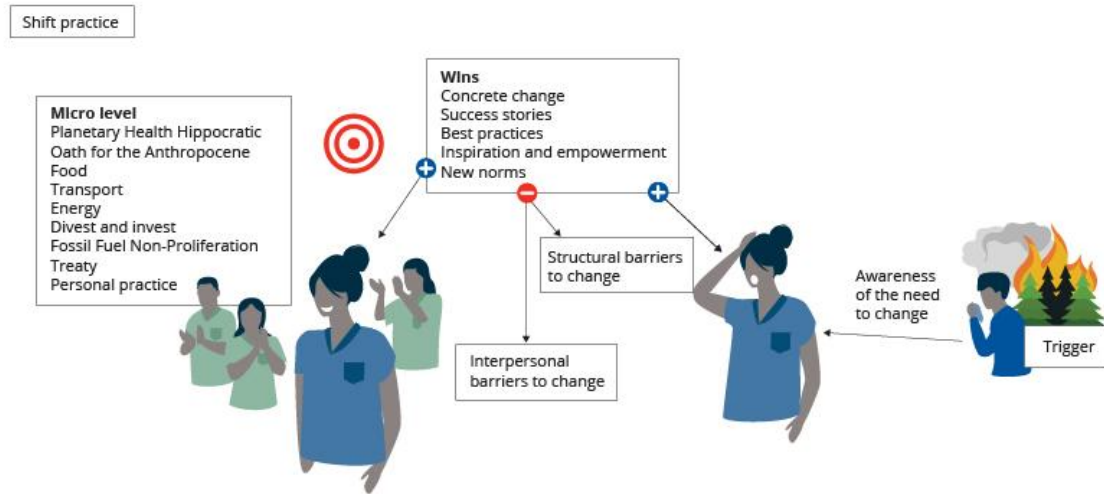 Shift practice
WIns
Concrete change
Success stories
Best practices
Inspiration and empowerment
New norms
MIcro level
Planetary Health Hippocratic
Oath for the Anthropocene
Food
Transport
Energy
Divest and invest
Fossil Fuel Non-Proliferation
Treaty
Personal practice
Structural barriers
to change
Interpersonal
barriers to change
Awareness
of the need
to change
Trigger